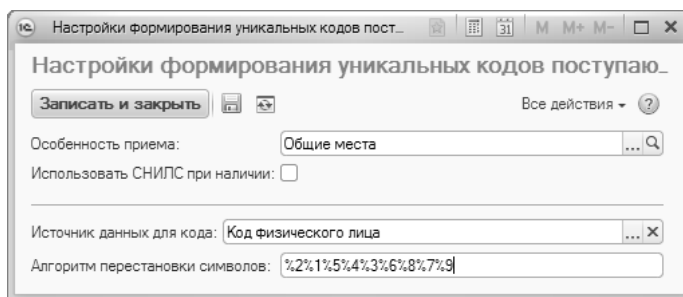 1С Настройки формирования уникальных кодов пост... 31 M M+ M-
Настройки формирования уникальных кодов поступаю...
Записать и закрыть Все действия ?
Особенность приема: Общие места ...
Использовать СНИЛС при наличии:
Источник данных для кода: Код физического лица ... ×
Алгоритм перестановки символов: %2%1%5%4%3%6%8%7%9